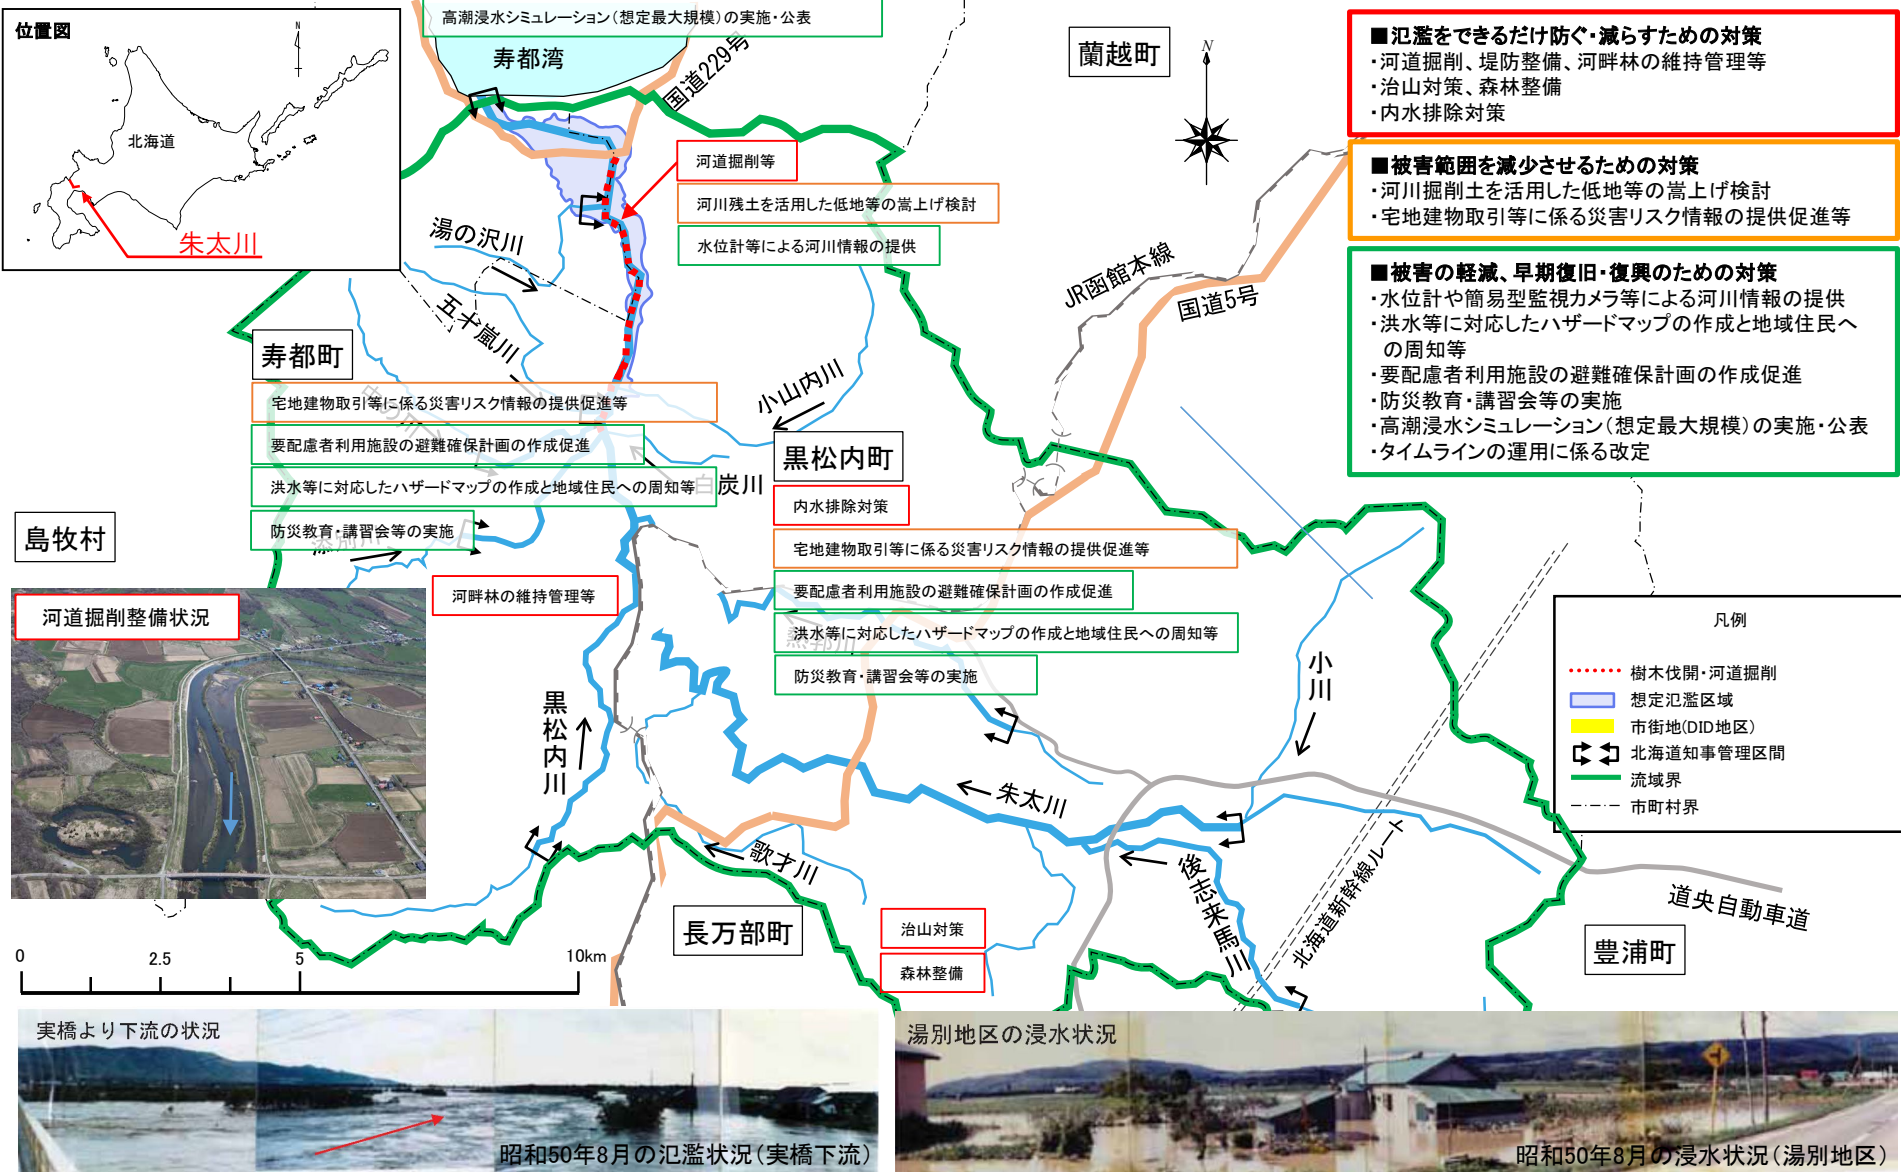 位置図
N
北海道
朱太川
高潮浸水シミュレーション(想定最大規模)の実施・公表
寿都湾
国道229号
蘭越町
N
■氾濫をできるだけ防ぐ・減らすための対策
・河道掘削、堤防整備、河畔林の維持管理等
・治山対策、森林整備
・内水排除対策
■被害範囲を減少させるための対策
・河川掘削土を活用した低地等の嵩上げ検討
・宅地建物取引等に係る災害リスク情報の提供促進等
■被害の軽減、早期復旧・復興のための対策
・水位計や簡易型監視カメラ等による河川情報の提供
・洪水等に対応したハザードマップの作成と地域住民へ
の周知等
・要配慮者利用施設の避難確保計画の作成促進
・防災教育・講習会等の実施
・高潮浸水シミュレーション(想定最大規模)の実施・公表
・タイムラインの運用に係る改定
河道掘削等
河川残土を活用した低地等の嵩上げ検討
水位計等による河川情報の提供
湯の沢川
五十嵐川
JR函館本線
国道5号
寿都町
宅地建物取引等に係る災害リスク情報の提供促進等
中の川
要配慮者利用施設の避難確保計画の作成促進
洪水等に対応したハザードマップの作成と地域住民への周知等
防災教育・講習会等の実施
添別川
小山内川
白炭川
島牧村
黒松内町
内水排除対策
宅地建物取引等に係る災害リスク情報の提供促進等
要配慮者利用施設の避難確保計画の作成促進
洪水等に対応したハザードマップの作成と地域住民への周知等
熱郛川
防災教育・講習会等の実施
河畔林の維持管理等
河道掘削整備状況
黒松内川
小川
朱太川
歌才川
後志来馬川
北海道新幹線ルート
道央自動車道
凡例
樹木伐開・河道掘削
想定氾濫区域
市街地(DID地区)
北海道知事管理区間
流域界
市町村界
長万部町
治山対策
森林整備
豊浦町
0 2.5 5 10km
実橋より下流の状況
昭和50年8月の氾濫状況(実橋下流)
湯別地区の浸水状況
昭和50年8月の浸水状況(湯別地区)